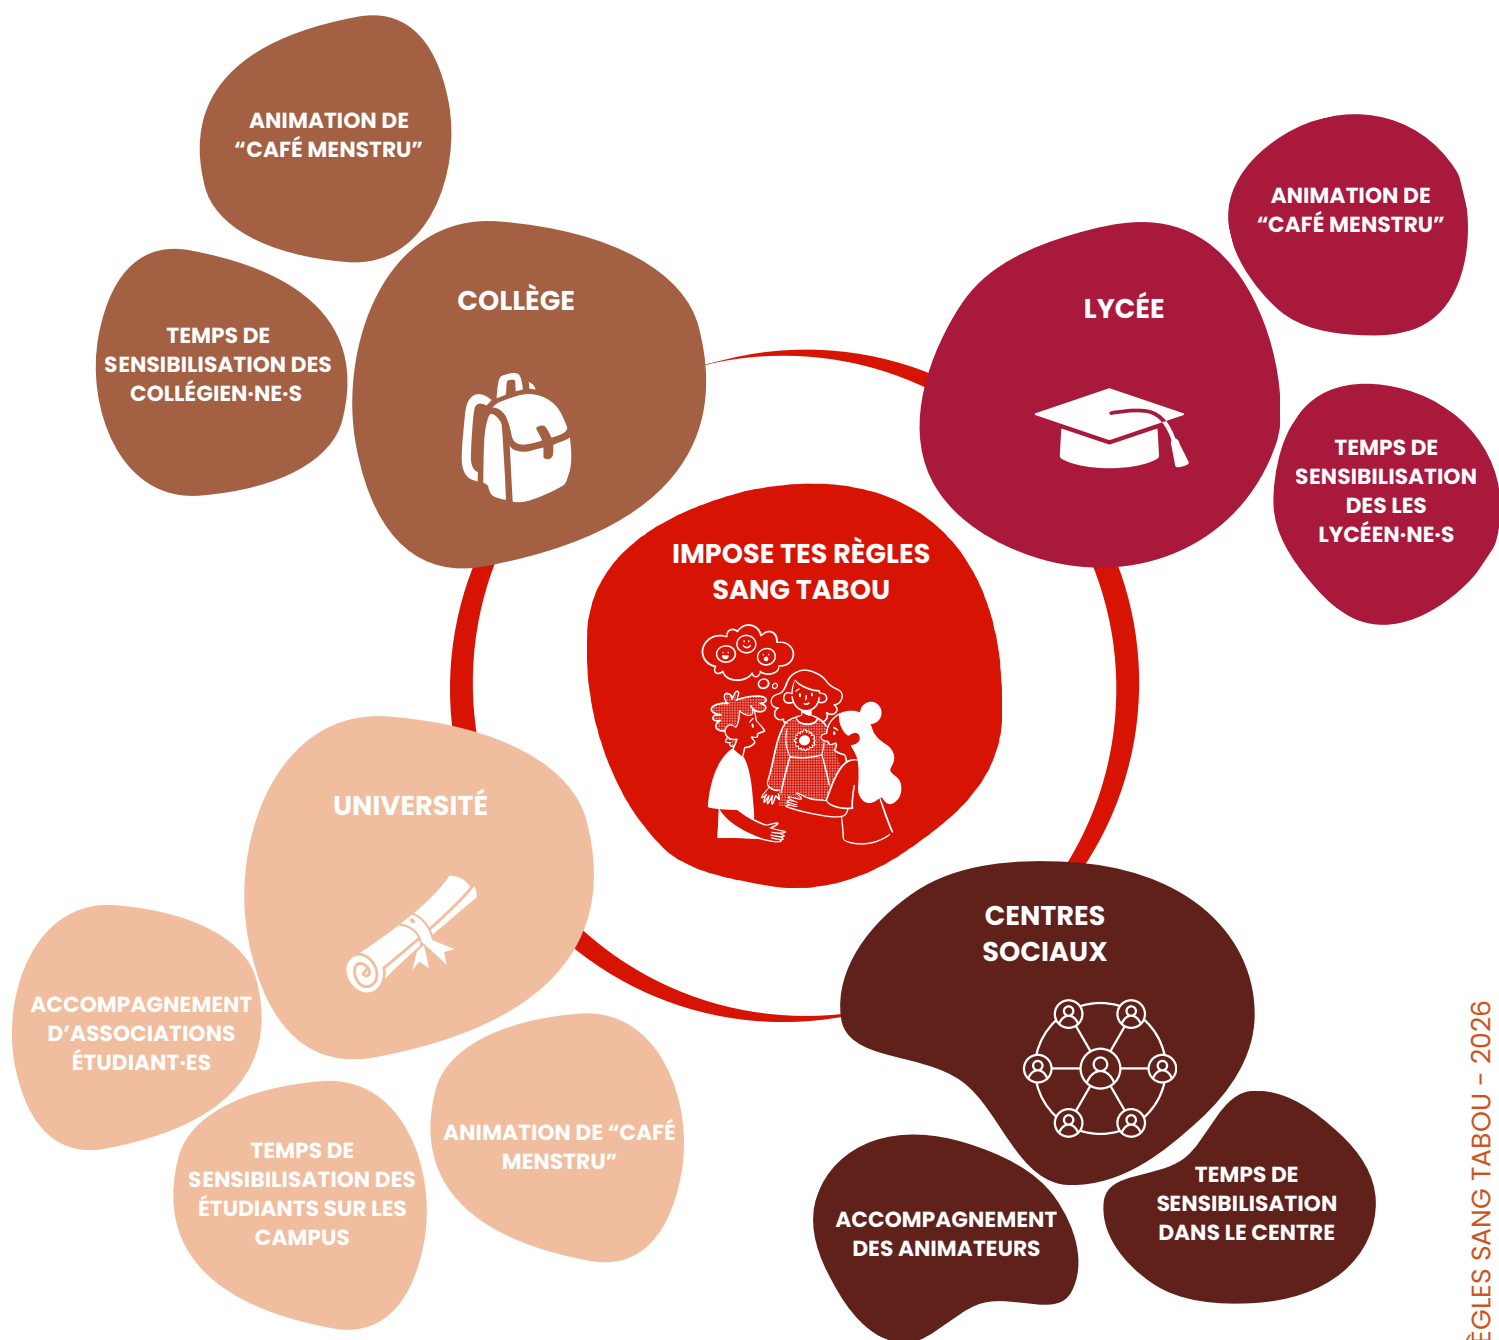 ANIMATION DE
“CAFÉ MENSTRU”
TEMPS DE
SENSIBILISATION DES
COLLÉGIEN·NE·S
COLLÈGE
LYCÉE
ANIMATION DE
“CAFÉ MENSTRU”
TEMPS DE
SENSIBILISATION
DES LES
LYCÉEN·NE·S
IMPOSE TES RÈGLES
SANG TABOU
UNIVERSITÉ
ACCOMPAGNEMENT
D’ASSOCIATIONS
ÉTUDIANT·ES
TEMPS DE
SENSIBILISATION DES
ÉTUDIANTS SUR LES
CAMPUS
ANIMATION DE “CAFÉ
MENSTRU”
CENTRES
SOCIAUX
ACCOMPAGNEMENT
DES ANIMATEURS
TEMPS DE
SENSIBILISATION
DANS LE CENTRE
ÈGLES SANG TABOU - 2026